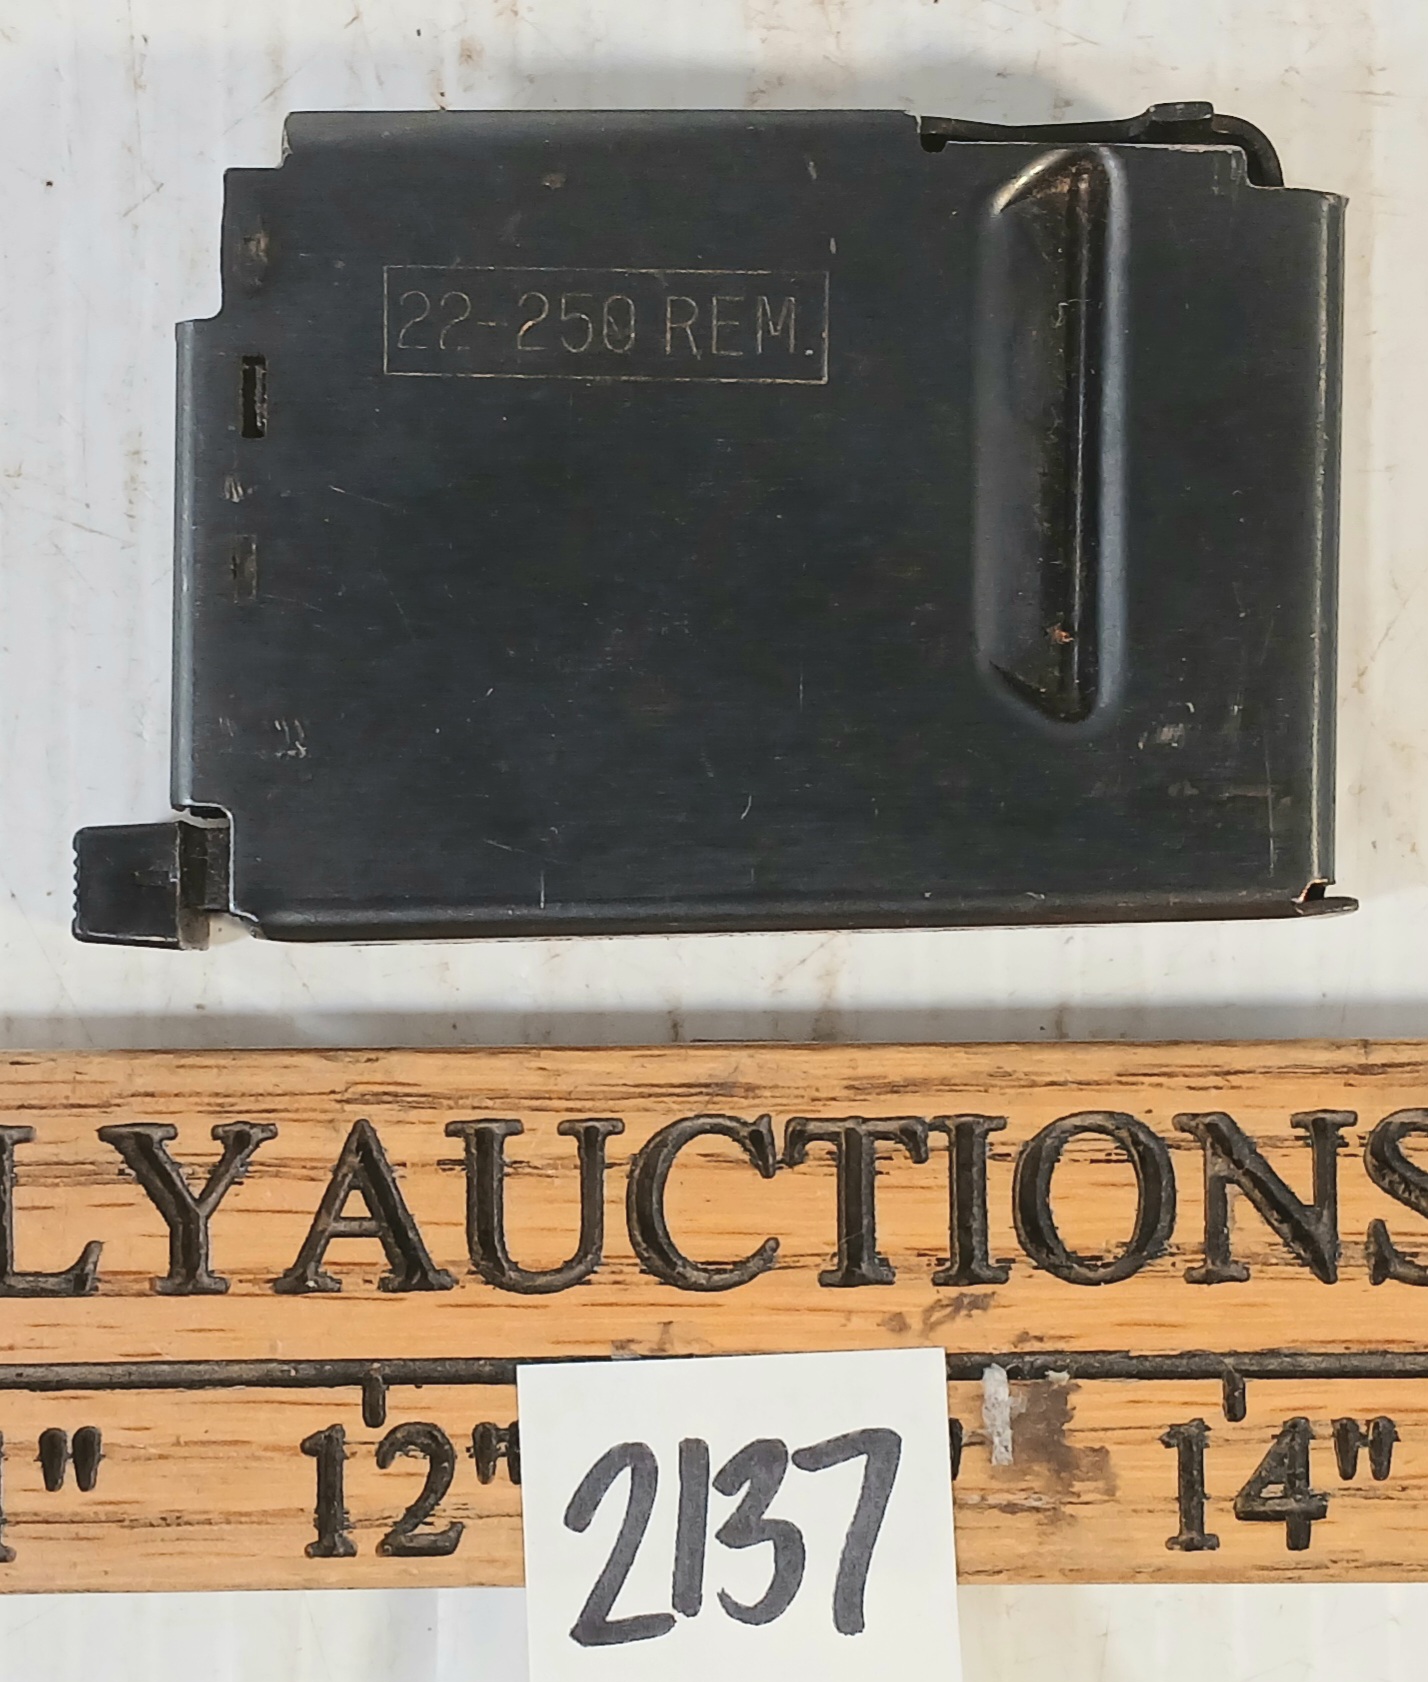 22-250 REM.
LYAUCTIONS
" 12" 14"
2137